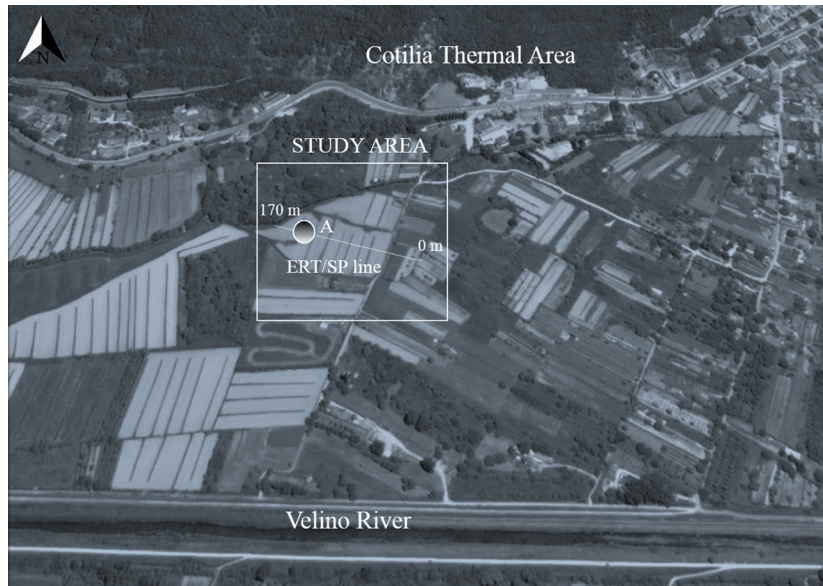 N
Cotilia Thermal Area
STUDY AREA
170 m
A
0 m
ERT/SP line
Velino River